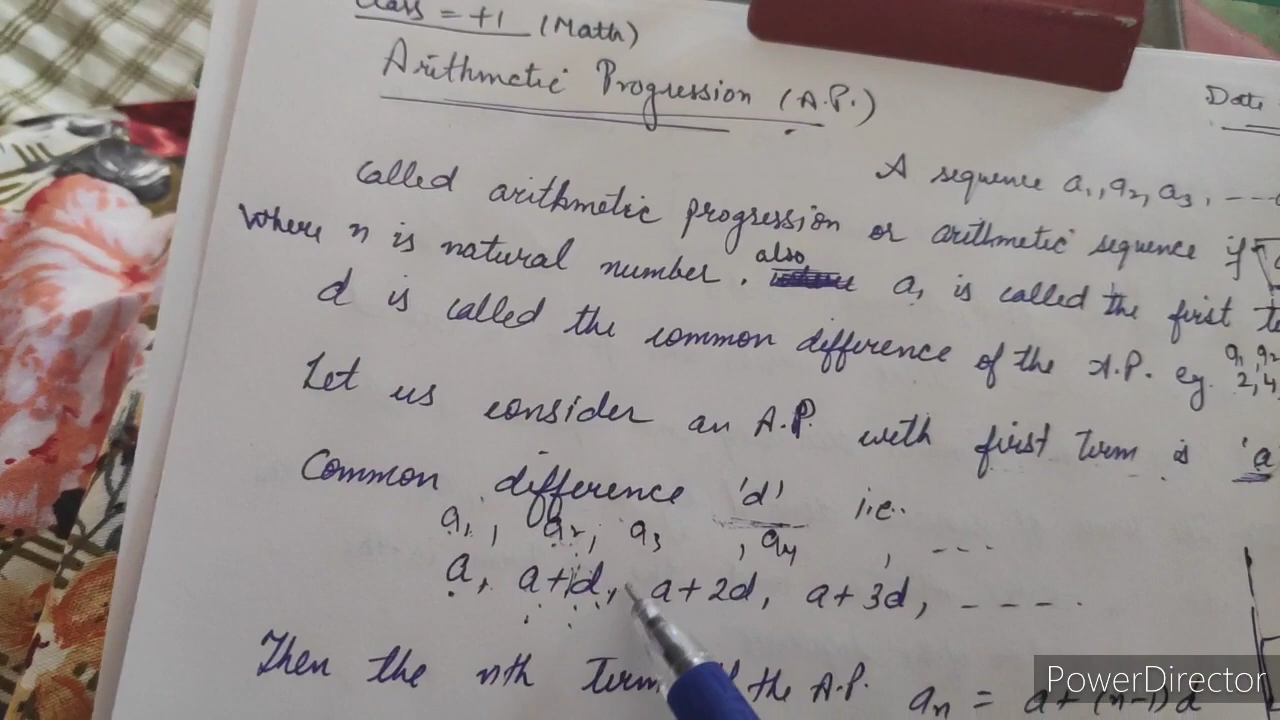 Class = +1 (Math)
Arithmetic Progression (A.P.)
Date
A sequence a₁, a₂, a₃, ---
called arithmetic progression or arithmetic sequence if
where n is natural number. also a₁ is called the first
d is called the common difference of the A.P. eg. 2, 4,
a₁, a₂
Let us consider an A.P. with first term is 'a
Common difference 'd' i.e.
a₁, a₂, a₃, a₄, ---
a, a+1d, a+2d, a+3d, ----
Then the nth term the A.P. aₙ = a+(n-1)d
PowerDirector